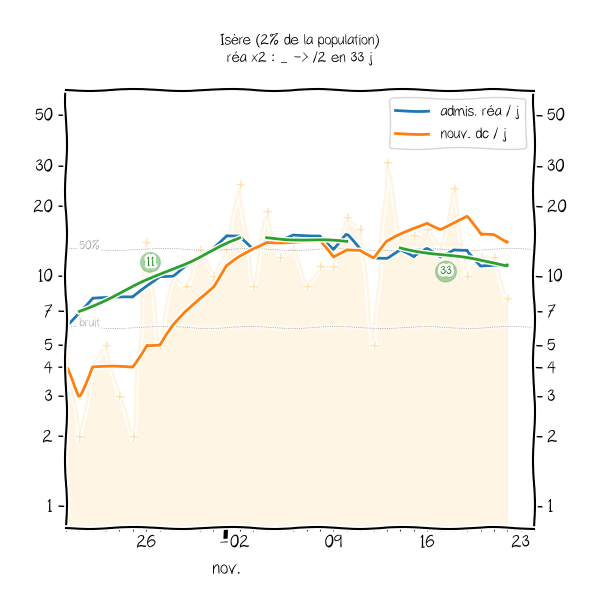 Isère (2% de la population)
réa x2 : _ -> /2 en 33 j
admis. réa / j
nouv. dc / j
50 50
30 30
20 20
50%
11
33
10 10
7 7
bruit
5 5
4 4
3 3
2 2
1 1
26 -02 09 16 23
nov.